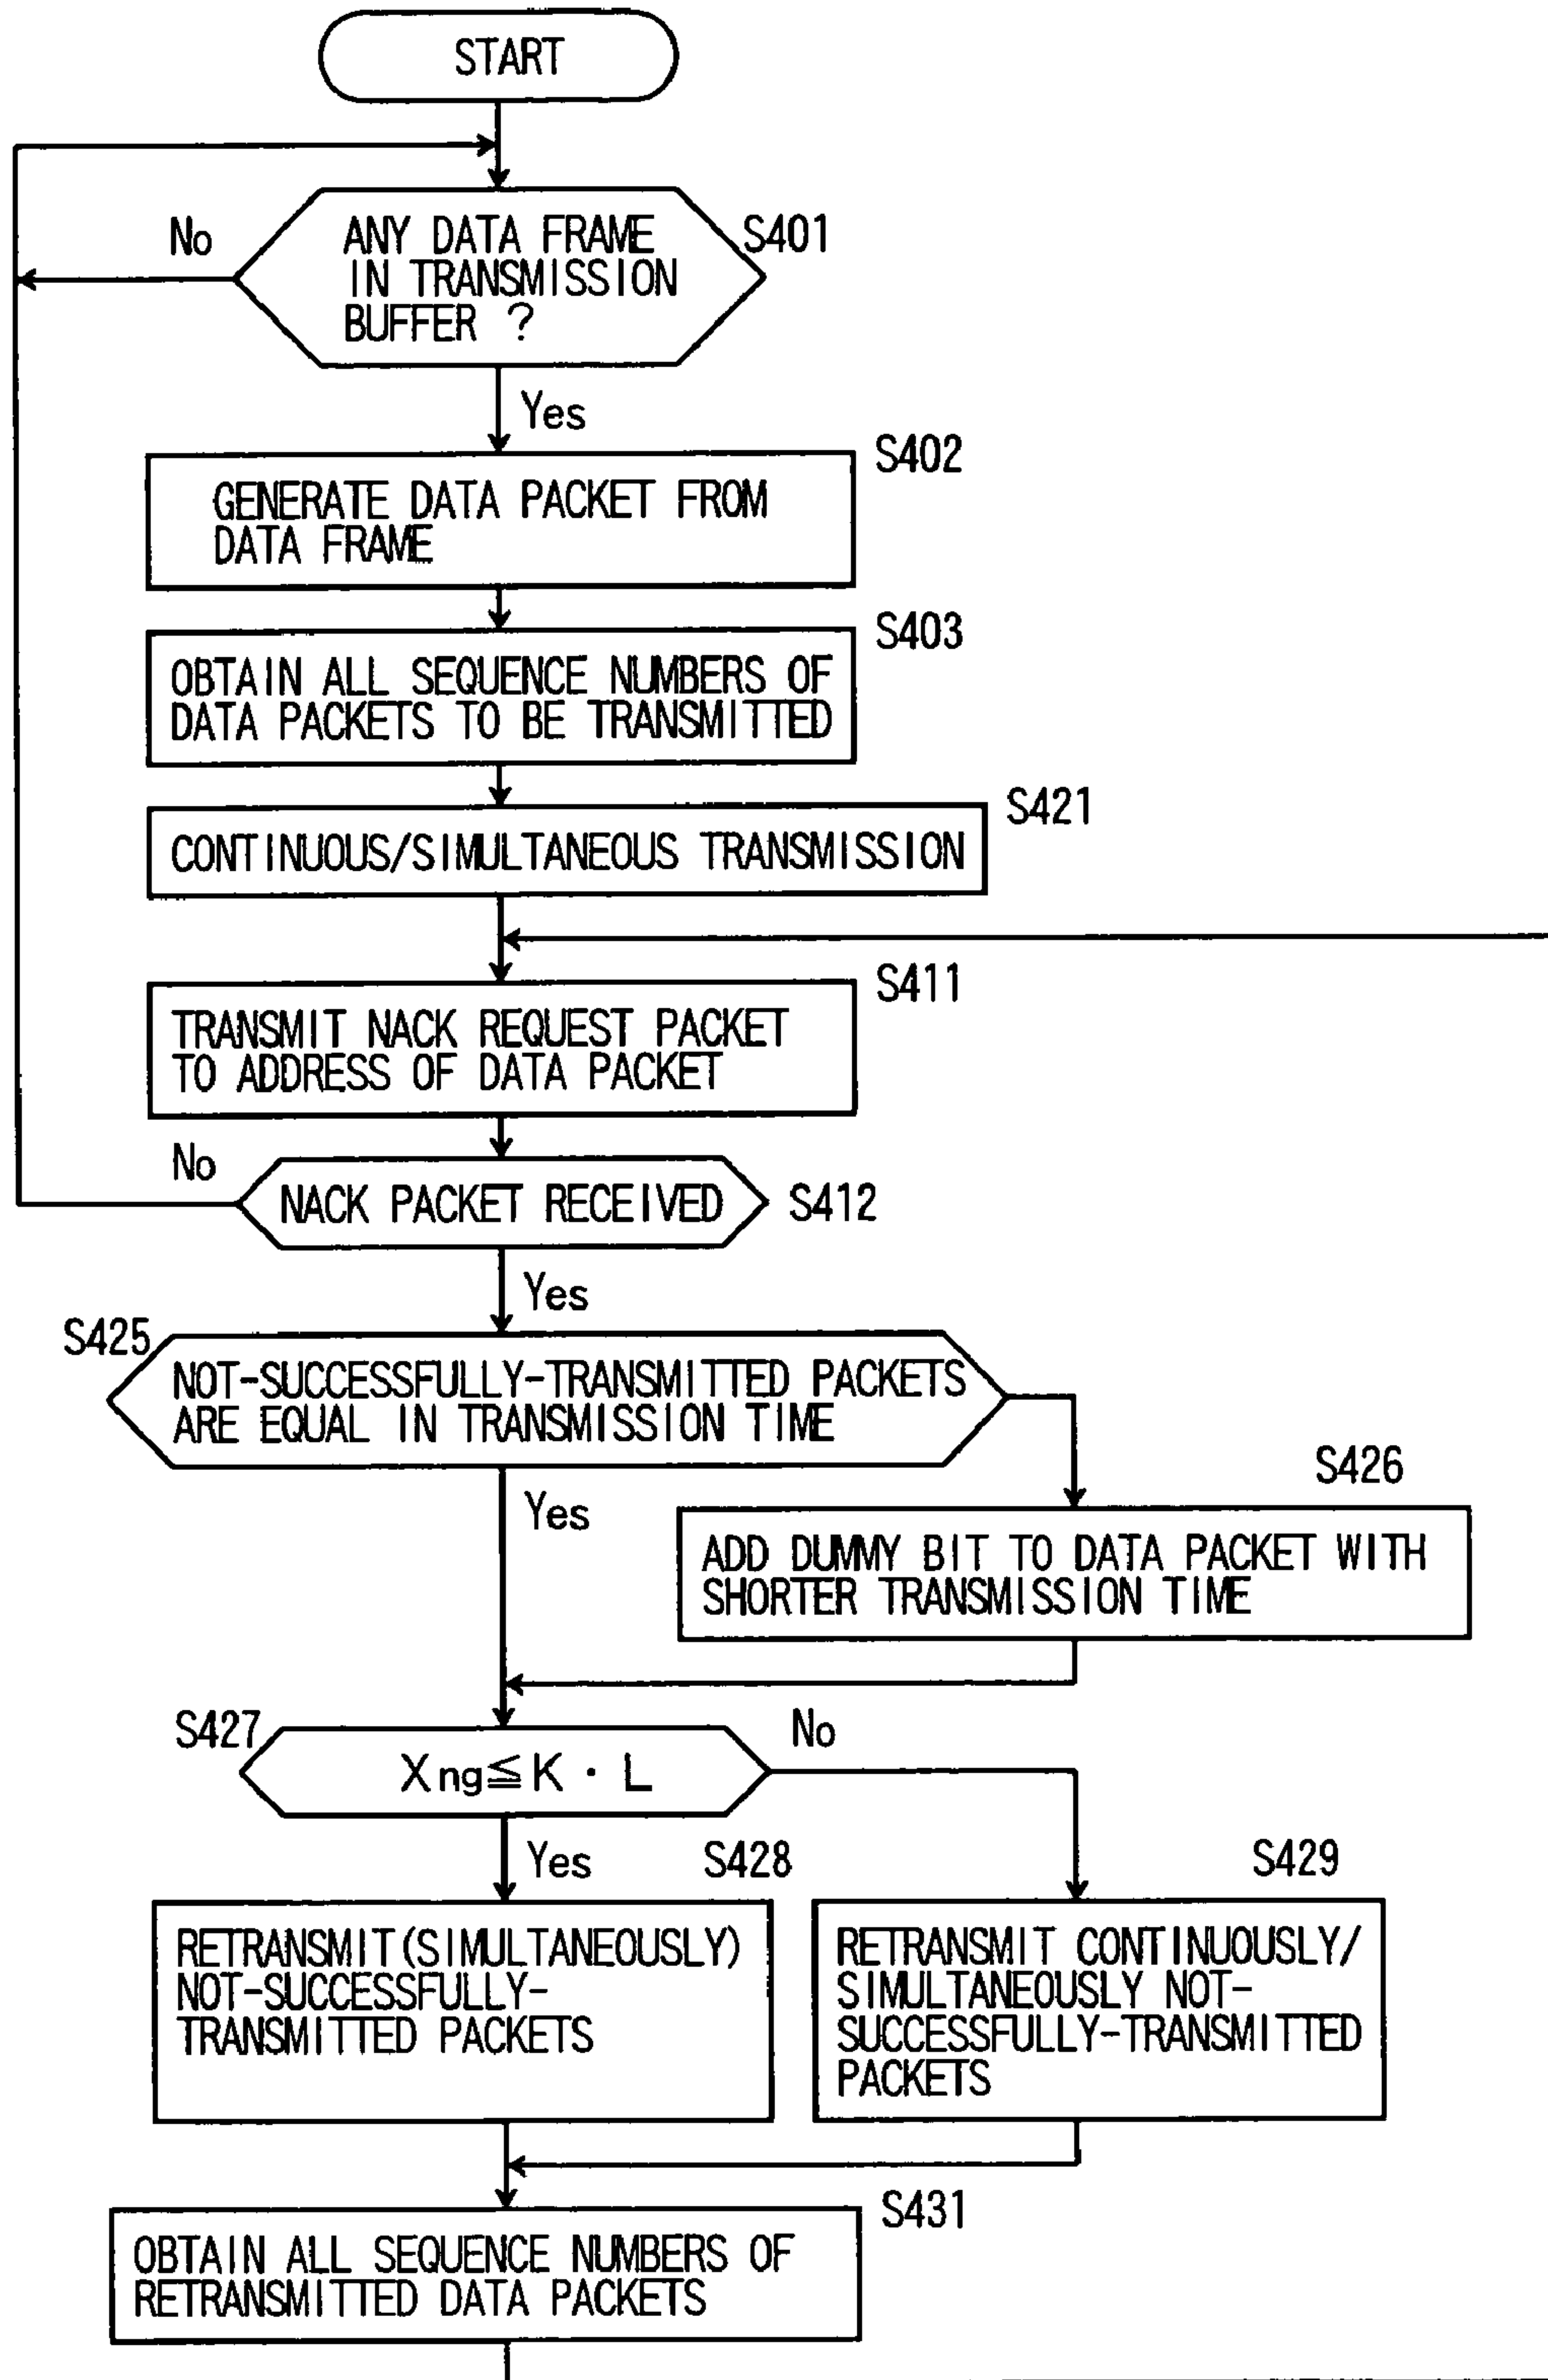 START
No
ANY DATA FRAME
IN TRANSMISSION
BUFFER ?
S401
Yes
S402
GENERATE DATA PACKET FROM
DATA FRAME
S403
OBTAIN ALL SEQUENCE NUMBERS OF
DATA PACKETS TO BE TRANSMITTED
S421
CONTINUOUS/SIMULTANEOUS TRANSMISSION
S411
TRANSMIT NACK REQUEST PACKET
TO ADDRESS OF DATA PACKET
No
NACK PACKET RECEIVED
S412
Yes
S425
NOT-SUCCESSFULLY-TRANSMITTED PACKETS
ARE EQUAL IN TRANSMISSION TIME
S426
Yes
ADD DUMMY BIT TO DATA PACKET WITH
SHORTER TRANSMISSION TIME
S427
No
Xng≦K・L
Yes
S428
S429
RETRANSMIT(SIMULTANEOUSLY)
NOT-SUCCESSFULLY-
TRANSMITTED PACKETS
RETRANSMIT CONTINUOUSLY/
SIMULTANEOUSLY NOT-
SUCCESSFULLY-TRANSMITTED
PACKETS
S431
OBTAIN ALL SEQUENCE NUMBERS OF
RETRANSMITTED DATA PACKETS